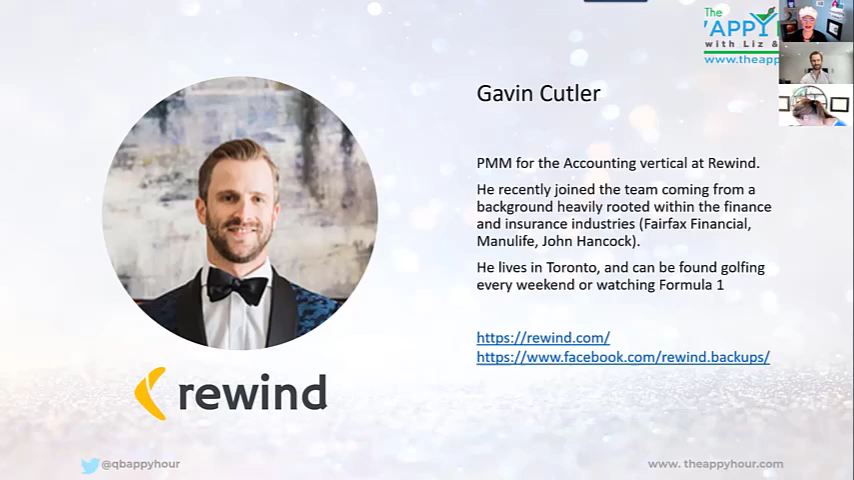 The
'APPY
with Liz &
www.theapp
Gavin Cutler
PMM for the Accounting vertical at Rewind.
He recently joined the team coming from a
background heavily rooted within the finance
and insurance industries (Fairfax Financial,
Manulife, John Hancock).
He lives in Toronto, and can be found golfing
every weekend or watching Formula 1
https://rewind.com/
https://www.facebook.com/rewind.backups/
rewind
@qbappyhour
www. theappyhour.com